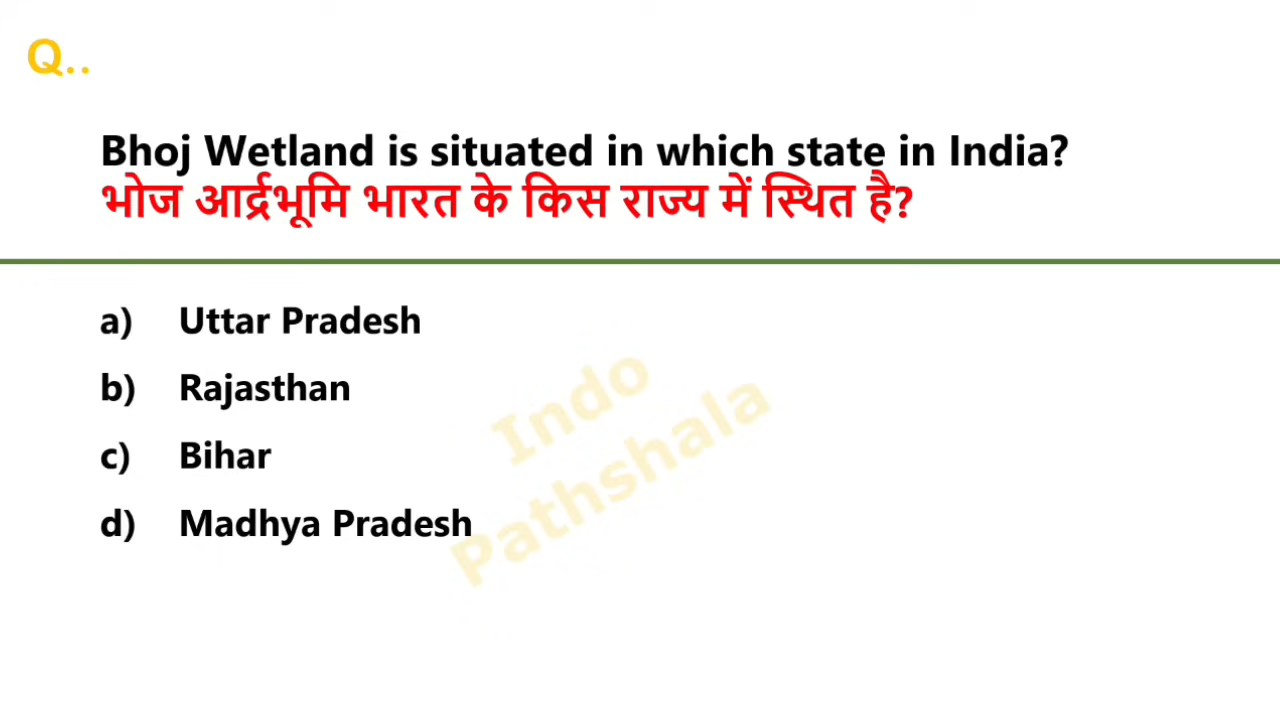 Q..
Bhoj Wetland is situated in which state in India?
भोज आर्द्रभूमि भारत के किस राज्य में स्थित है?
a) Uttar Pradesh
b) Rajasthan
c) Bihar
d) Madhya Pradesh
Indo
Pathshala